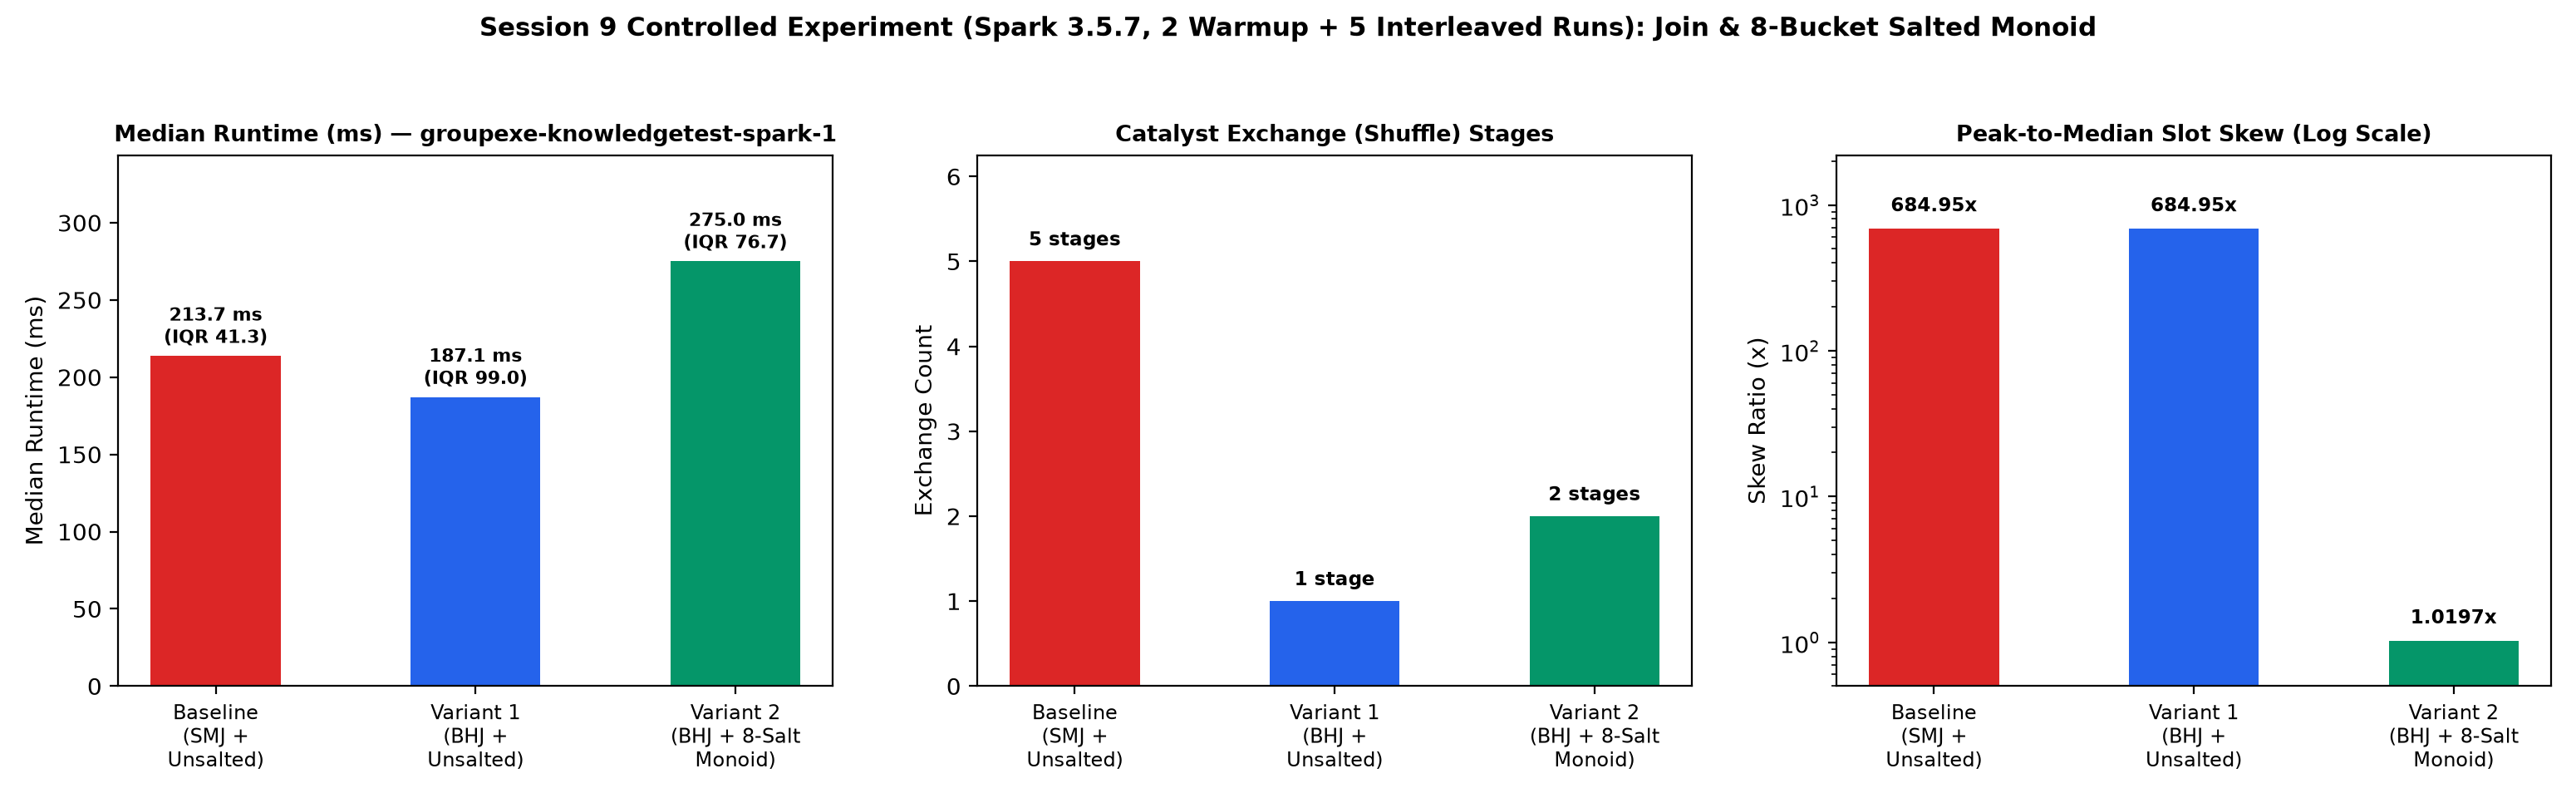 Session 9 Controlled Experiment (Spark 3.5.7, 2 Warmup + 5 Interleaved Runs): Join & 8-Bucket Salted Monoid
Median Runtime (ms) — groupexe-knowledgetest-spark-1
Median Runtime (ms)
300
250
200
150
100
50
0
213.7 ms
(IQR 41.3)
187.1 ms
(IQR 99.0)
275.0 ms
(IQR 76.7)
Baseline
(SMJ +
Unsalted)
Variant 1
(BHJ +
Unsalted)
Variant 2
(BHJ + 8-Salt
Monoid)
Catalyst Exchange (Shuffle) Stages
Exchange Count
6
5
4
3
2
1
0
5 stages
1 stage
2 stages
Baseline
(SMJ +
Unsalted)
Variant 1
(BHJ +
Unsalted)
Variant 2
(BHJ + 8-Salt
Monoid)
Peak-to-Median Slot Skew (Log Scale)
Skew Ratio (x)
10³
10²
10¹
10⁰
684.95x
684.95x
1.0197x
Baseline
(SMJ +
Unsalted)
Variant 1
(BHJ +
Unsalted)
Variant 2
(BHJ + 8-Salt
Monoid)